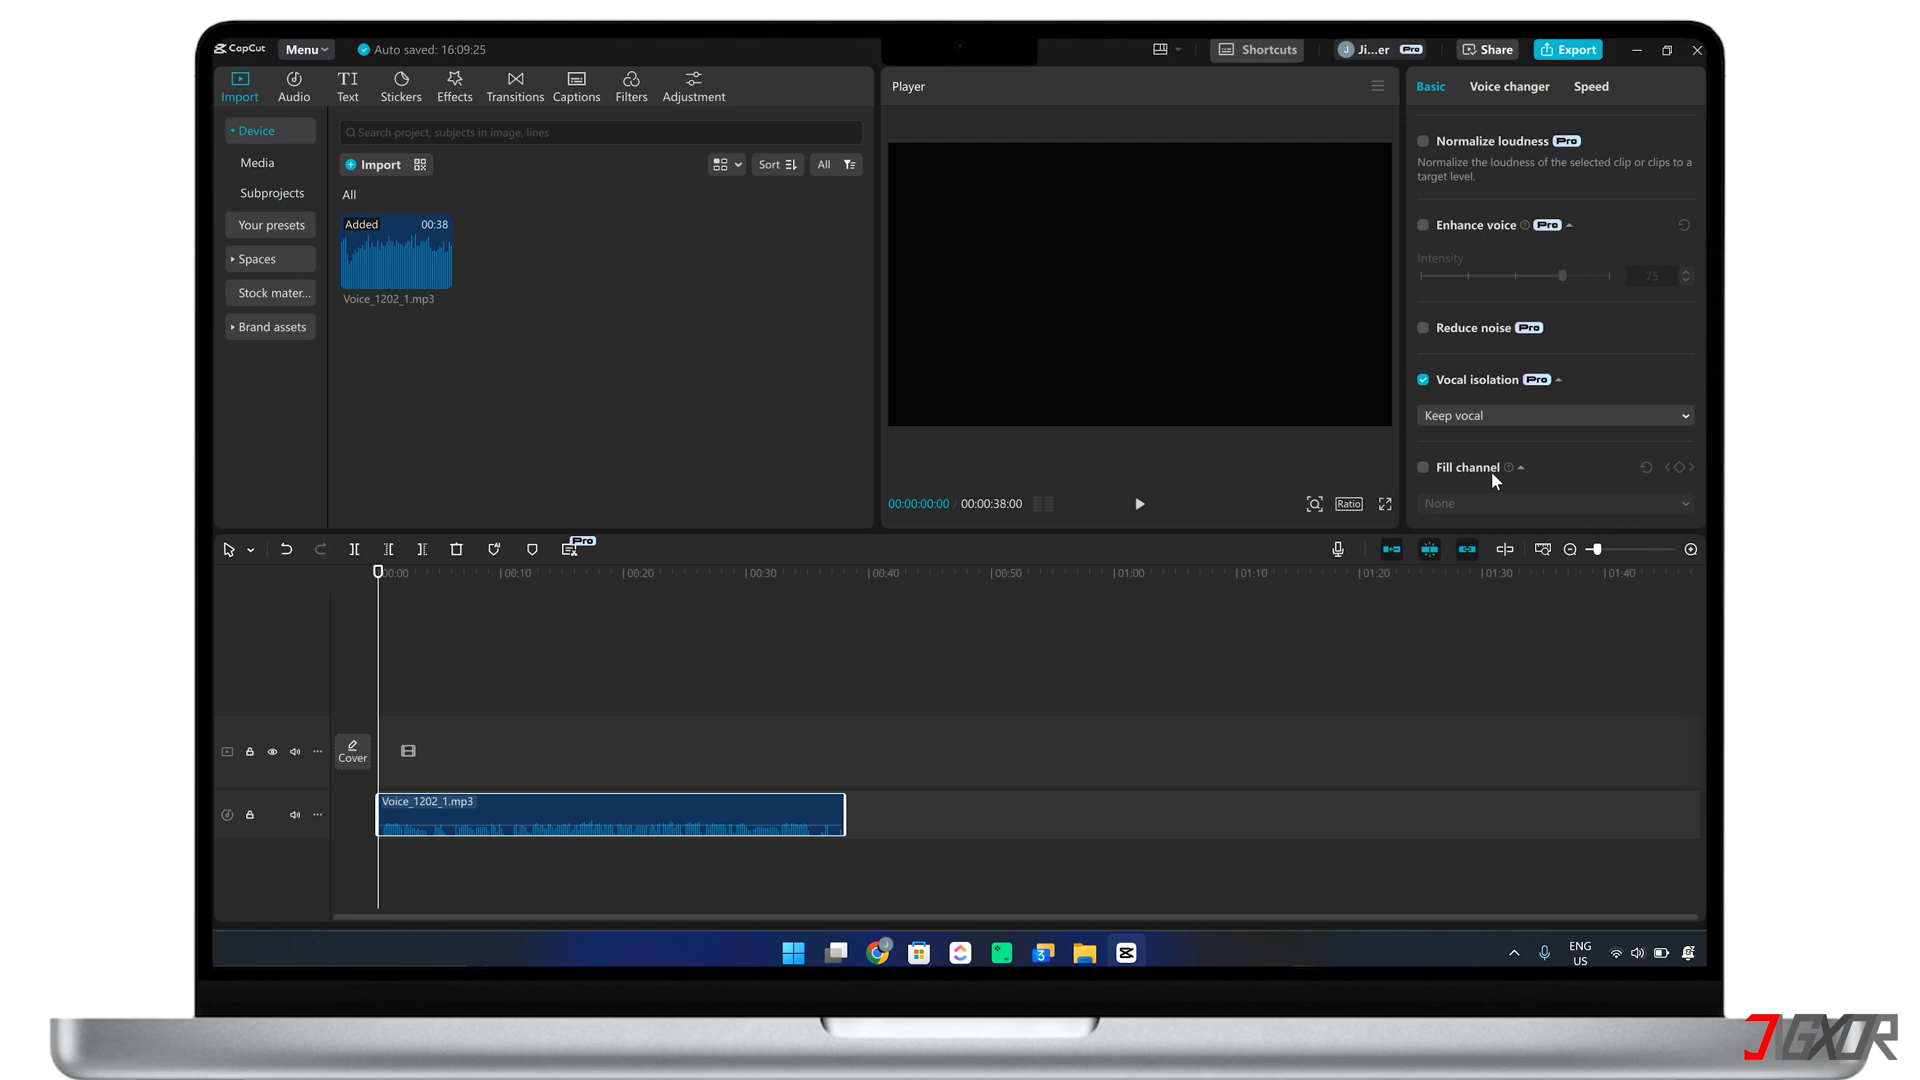 CapCut
Menu
Auto saved: 16:09:25
Shortcuts
J
Ji...er
Pro
Share
Export
Import
Audio
TI
Text
Stickers
Effects
Transitions
Captions
Filters
Adjustment
Device
Media
Subprojects
Your presets
Spaces
Stock mater...
Brand assets
Search project, subjects in image, lines
Import
Sort
All
All
Added
00:38
Voice_1202_1.mp3
Player
00:00:00:00
00:00:38:00
Ratio
Basic
Voice changer
Speed
Normalize loudness Pro
Normalize the loudness of the selected clip or clips to a
target level.
Enhance voice Pro
Intensity
75
Reduce noise Pro
Vocal isolation Pro
Keep vocal
Fill channel
None
Pro
00:00
00:10
00:20
00:30
00:40
00:50
01:00
01:10
01:20
01:30
01:40
Cover
Voice_1202_1.mp3
J
3
ENG
US
JGXOR